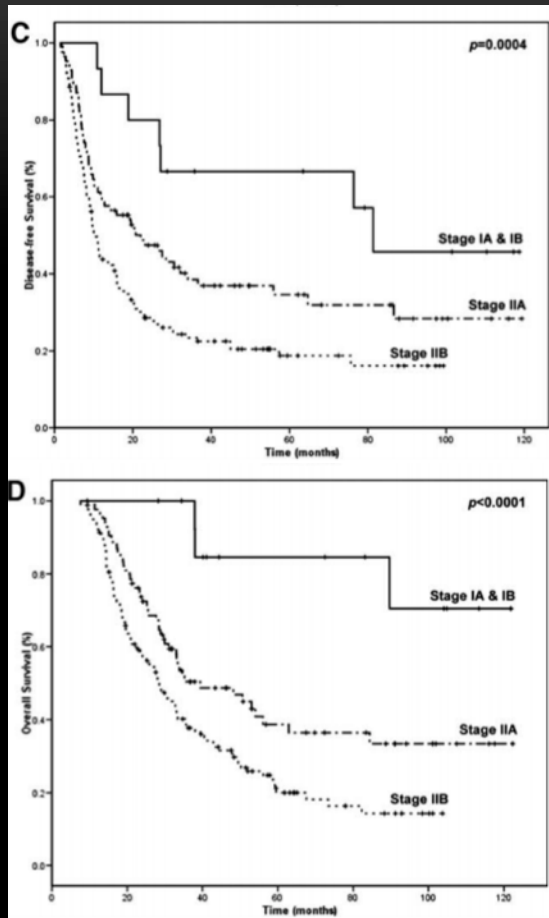 C
p=0.0004
1.0
0.8
0.6
0.4
0.2
0.0
Disease-free Survival (%)
Stage IA & IB
Stage IIA
Stage IIB
0 20 40 60 80 100 120
Time (months)
D
p<0.0001
1.0
0.8
0.6
0.4
0.2
0.0
Overall Survival (%)
Stage IA & IB
Stage IIA
Stage IIB
0 20 40 60 80 100 120
Time (months)